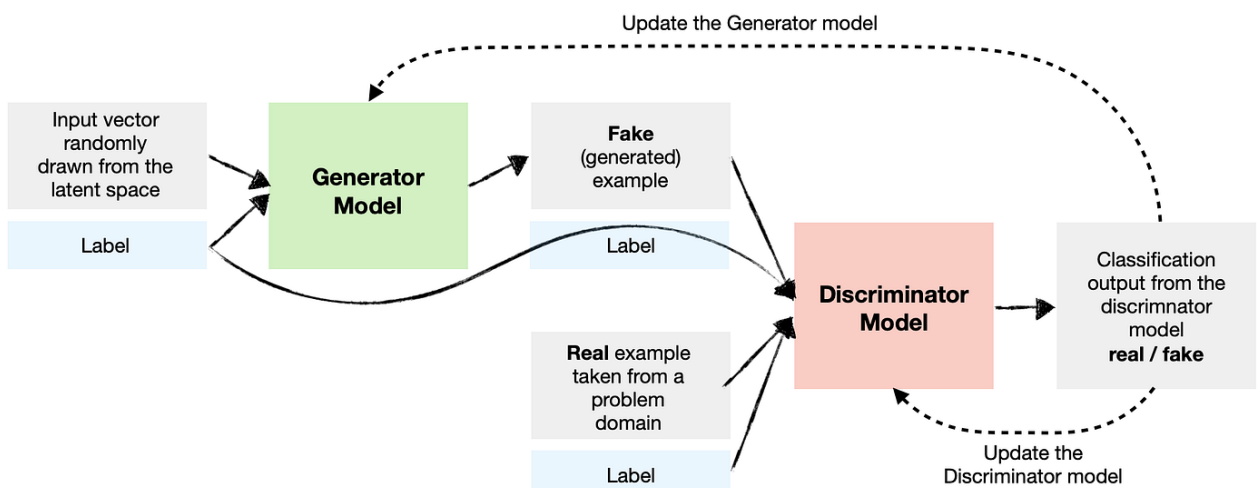 Update the Generator model
Input vector
randomly
drawn from the
latent space
Label
Generator
Model
Fake
(generated)
example
Label
Real example
taken from a
problem
domain
Label
Discriminator
Model
Classification
output from the
discrimnator
model
real / fake
Update the
Discriminator model